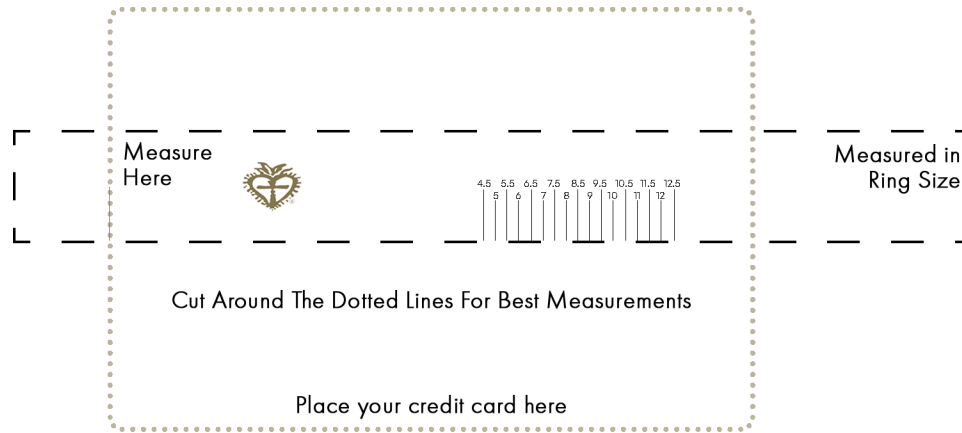 Measure
Here
Measured in
Ring Size
4.5 5.5 6.5 7.5 8.5 9.5 10.5 11.5 12.5
5 6 7 8 9 10 11 12
Cut Around The Dotted Lines For Best Measurements
Place your credit card here